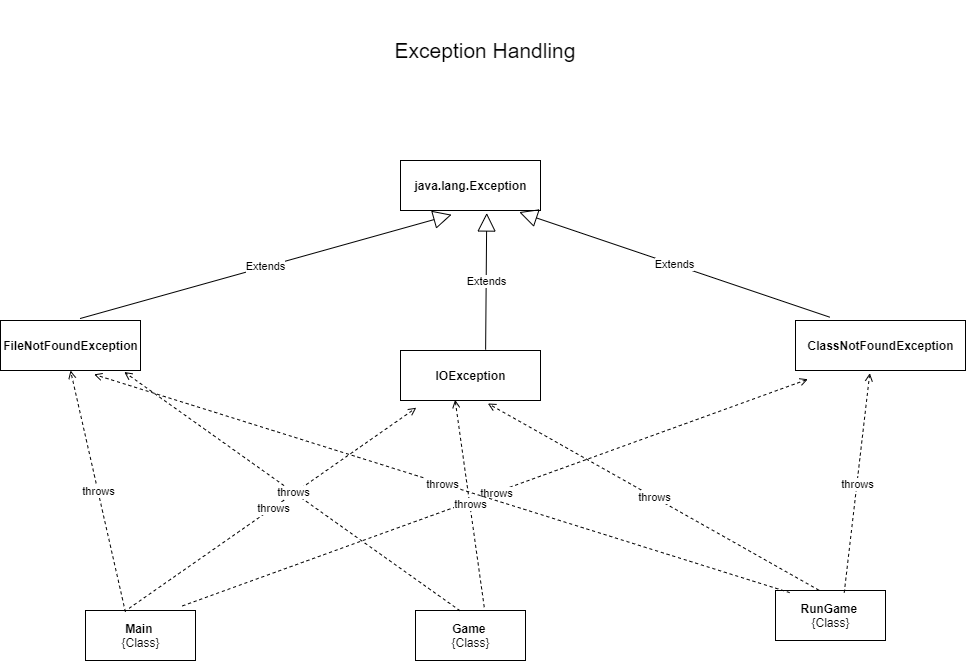 Exception Handling
java.lang.Exception
Extends
Extends
Extends
FileNotFoundException
IOException
ClassNotFoundException
throws
throws
throws
throws
throws
throws
throws
throws
Main
{Class}
Game
{Class}
RunGame
{Class}